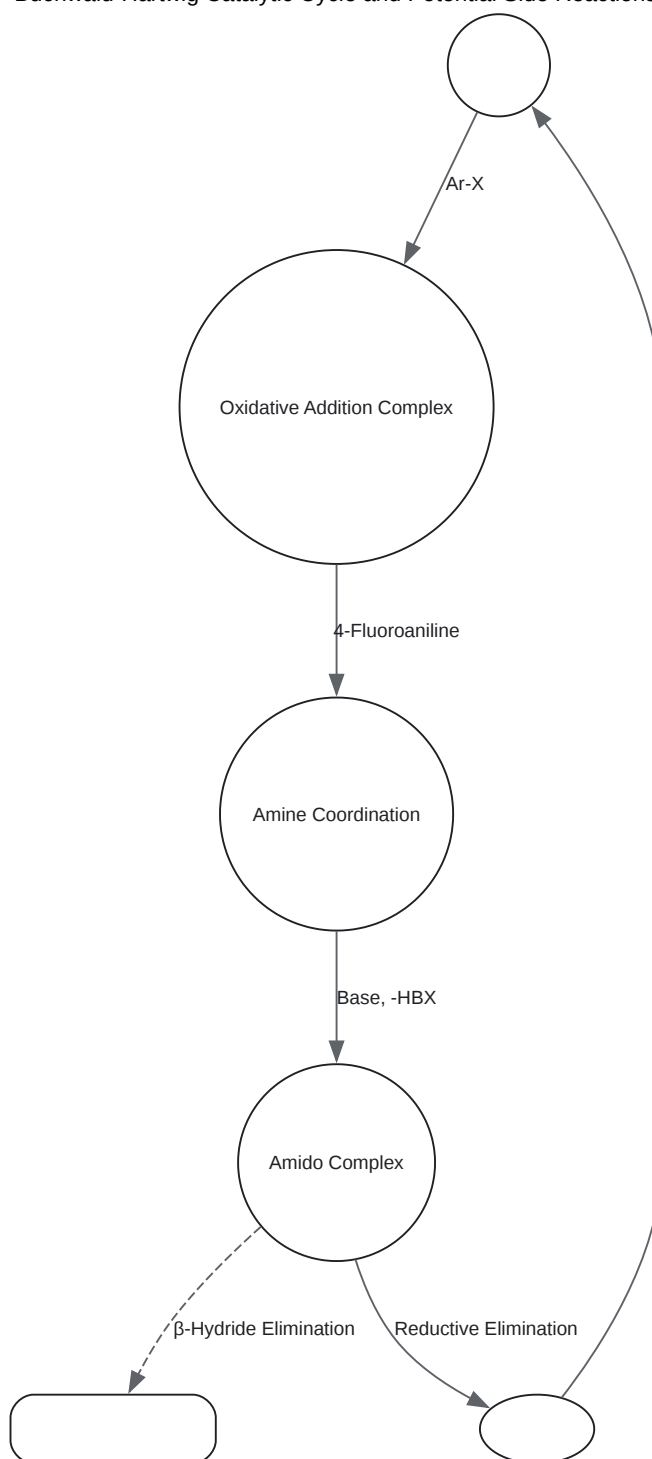 Buchwald-Hartwig Catalytic Cycle and Potential Side Reactions
Ar-X
Oxidative Addition Complex
4-Fluoroaniline
Amine Coordination
Base, -HBX
Amido Complex
β-Hydride Elimination
Reductive Elimination